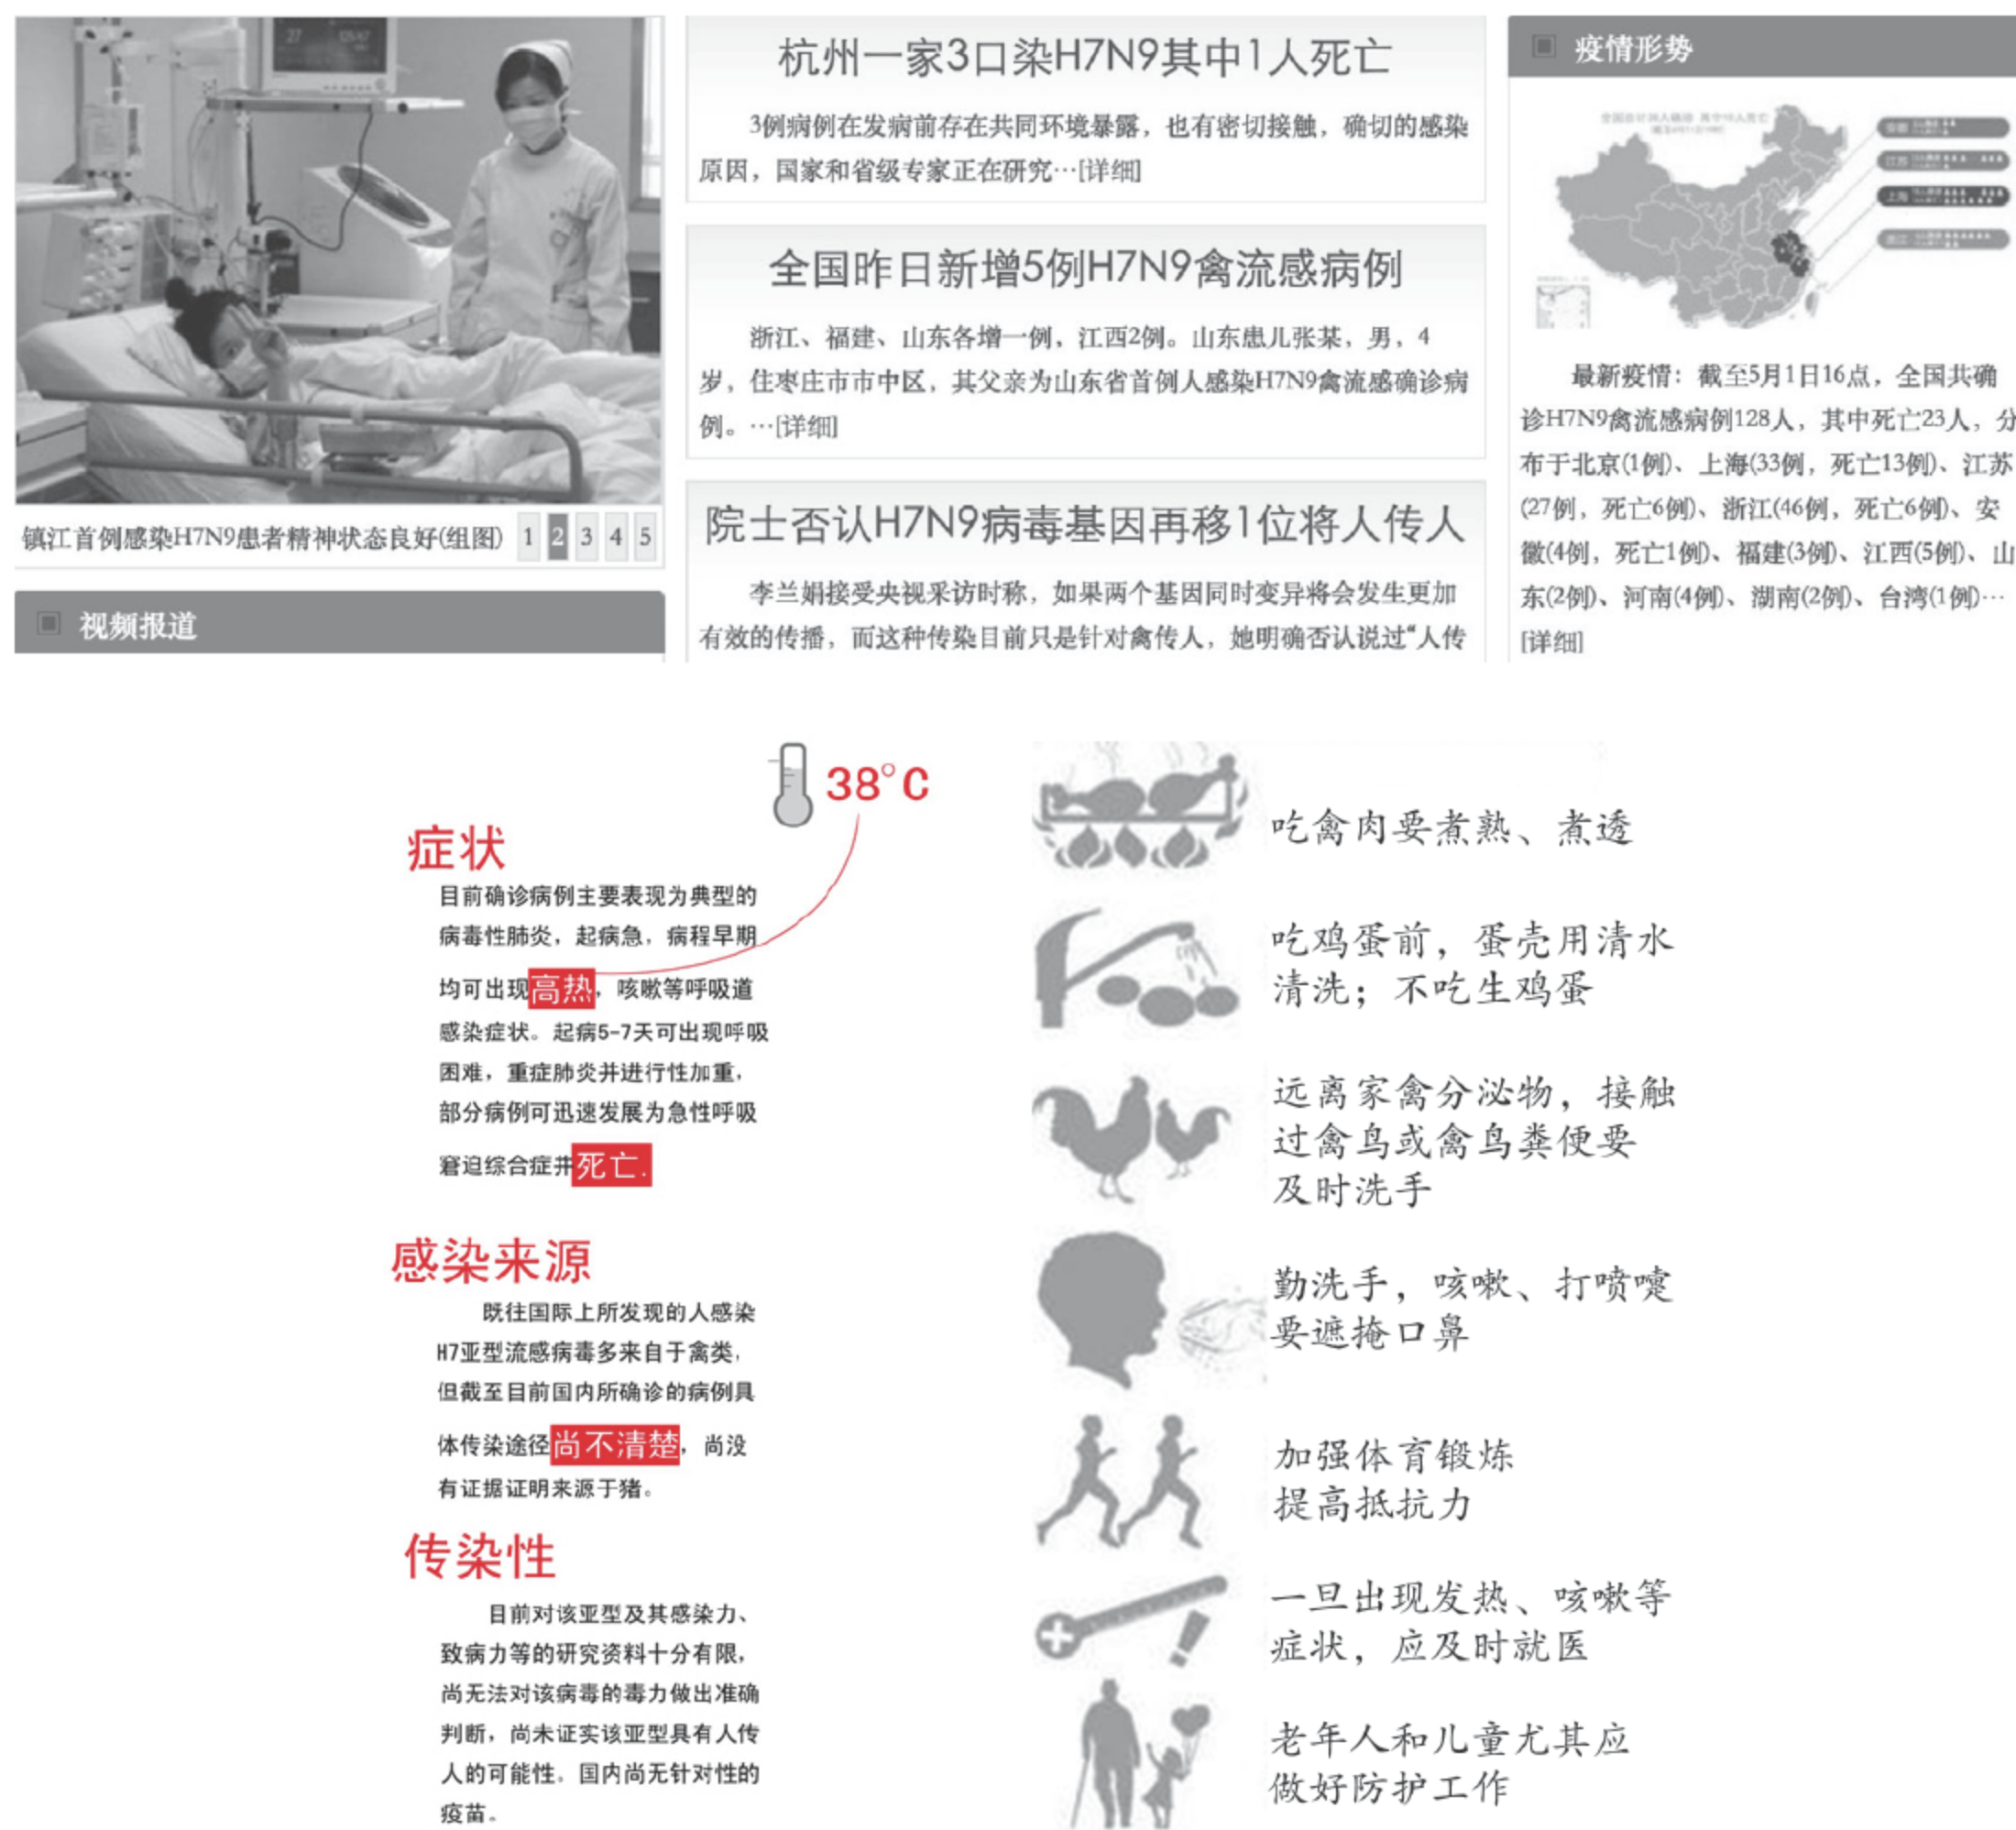 杭州一家3口染H7N9其中1人死亡
3例病例在发病前存在共同环境暴露，也有密切接触，确切的感染
原因，国家和省级专家正在研究…[详细]
全国昨日新增5例H7N9禽流感病例
浙江、福建、山东各增一例，江西2例。山东患儿张某，男，4
岁，住枣庄市市中区，其父亲为山东省首例人感染H7N9禽流感确诊病
例。…[详细]
院士否认H7N9病毒基因再移1位将人传人
李兰娟接受央视采访时称，如果两个基因同时变异将会发生更加
有效的传播，而这种传染目前只是针对禽传人，她明确否认说过“人传
镇江首例感染H7N9患者精神状态良好(组图) 1 2 3 4 5
视频报道
疫情形势
安徽
江苏
上海
浙江
最新疫情：截至5月1日16点，全国共确
诊H7N9禽流感病例128人，其中死亡23人，分
布于北京(1例)、上海(33例，死亡13例)、江苏
(27例，死亡6例)、浙江(46例，死亡6例)、安
徽(4例，死亡1例)、福建(3例)、江西(5例)、山
东(2例)、河南(4例)、湖南(2例)、台湾(1例)…
[详细]
38°C
症状
目前确诊病例主要表现为典型的
病毒性肺炎，起病急，病程早期
均可出现高热，咳嗽等呼吸道
感染症状。起病5-7天可出现呼吸
困难，重症肺炎并进行性加重，
部分病例可迅速发展为急性呼吸
窘迫综合症并死亡.
感染来源
既往国际上所发现的人感染
H7亚型流感病毒多来自于禽类，
但截至目前国内所确诊的病例具
体传染途径尚不清楚，尚没
有证据证明来源于猪。
传染性
目前对该亚型及其感染力、
致病力等的研究资料十分有限，
尚无法对该病毒的毒力做出准确
判断，尚未证实该亚型具有人传
人的可能性。国内尚无针对性的
疫苗。
吃禽肉要煮熟、煮透
吃鸡蛋前，蛋壳用清水
清洗；不吃生鸡蛋
远离家禽分泌物，接触
过禽鸟或禽鸟粪便要
及时洗手
勤洗手，咳嗽、打喷嚏
要遮掩口鼻
加强体育锻炼
提高抵抗力
一旦出现发热、咳嗽等
症状，应及时就医
老年人和儿童尤其应
做好防护工作